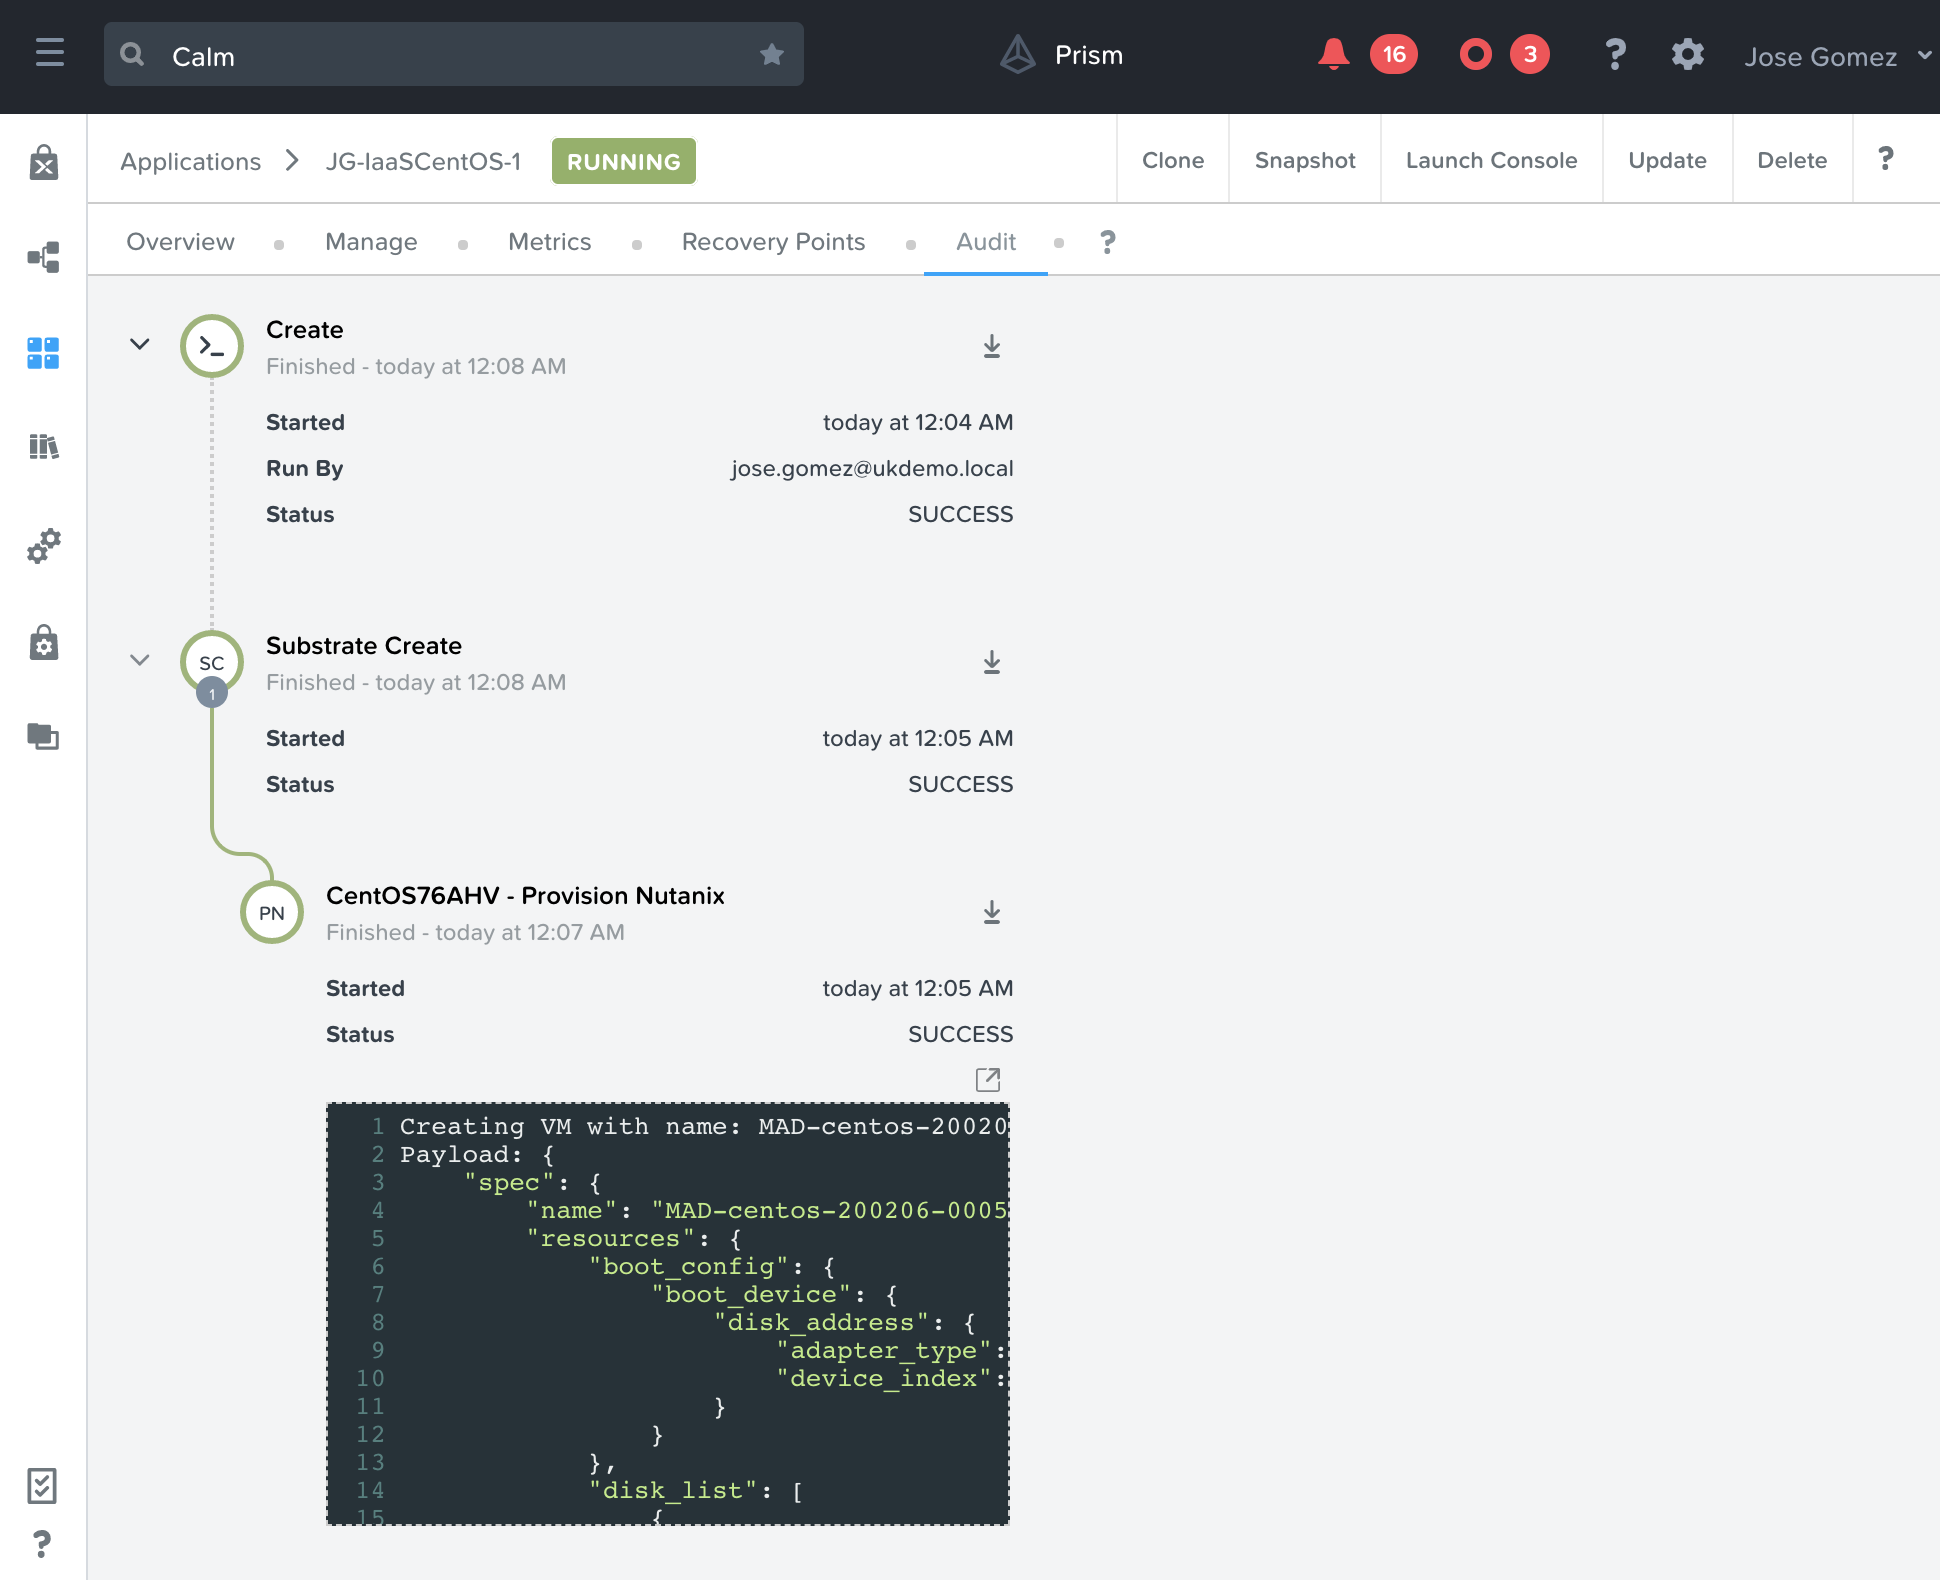 Calm
Prism
16
3
?
Jose Gomez
Applications
JG-IaaSCentOS-1
RUNNING
Clone
Snapshot
Launch Console
Update
Delete
?
Overview
Manage
Metrics
Recovery Points
Audit
?
Create
Finished - today at 12:08 AM
Started today at 12:04 AM
Run By jose.gomez@ukdemo.local
Status SUCCESS
SC
1
Substrate Create
Finished - today at 12:08 AM
Started today at 12:05 AM
Status SUCCESS
PN
CentOS76AHV - Provision Nutanix
Finished - today at 12:07 AM
Started today at 12:05 AM
Status SUCCESS
1 Creating VM with name: MAD-centos-20020
2 Payload: {
3 "spec": {
4 "name": "MAD-centos-200206-0005
5 "resources": {
6 "boot_config": {
7 "boot_device": {
8 "disk_address": {
9 "adapter_type":
10 "device_index":
11 }
12 }
13 },
14 "disk_list": [
15 {
?